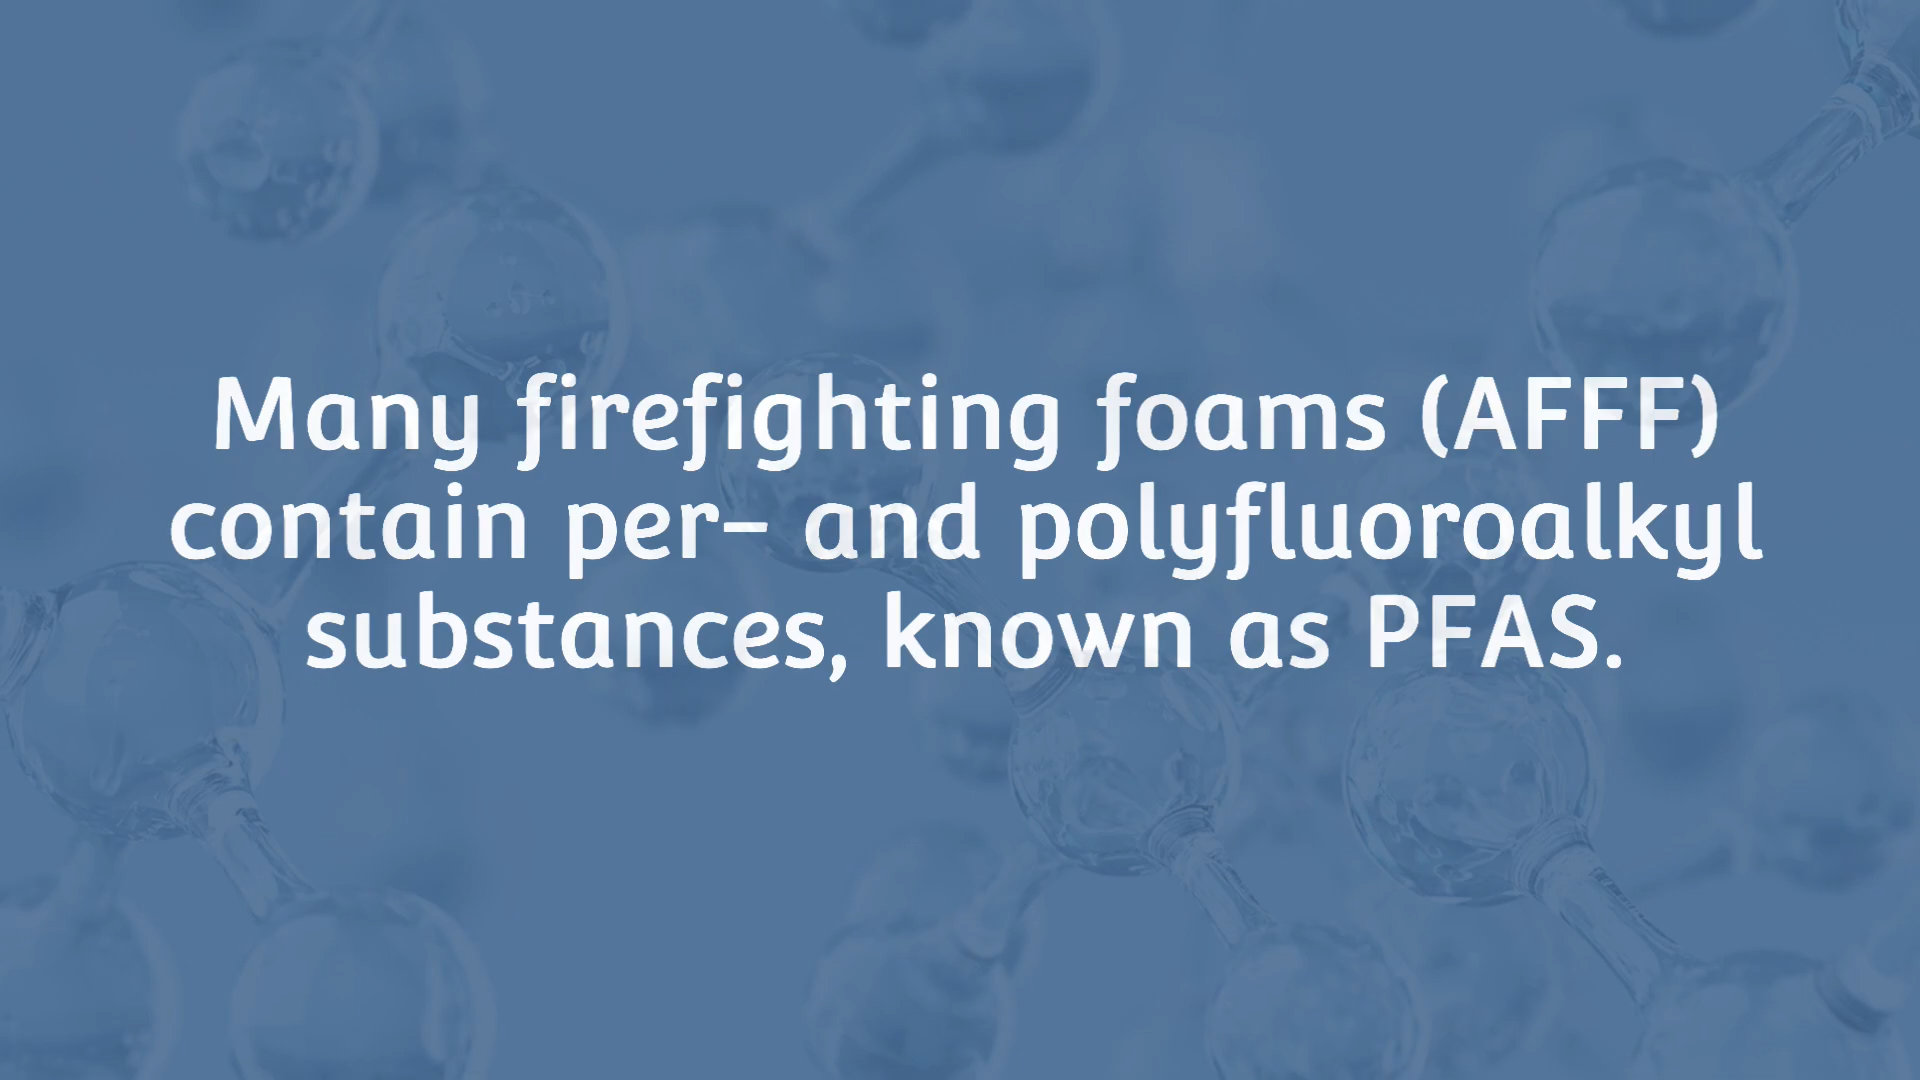 Many firefighting foams (AFFF)
contain per- and polyfluoroalkyl
substances, known as PFAS.